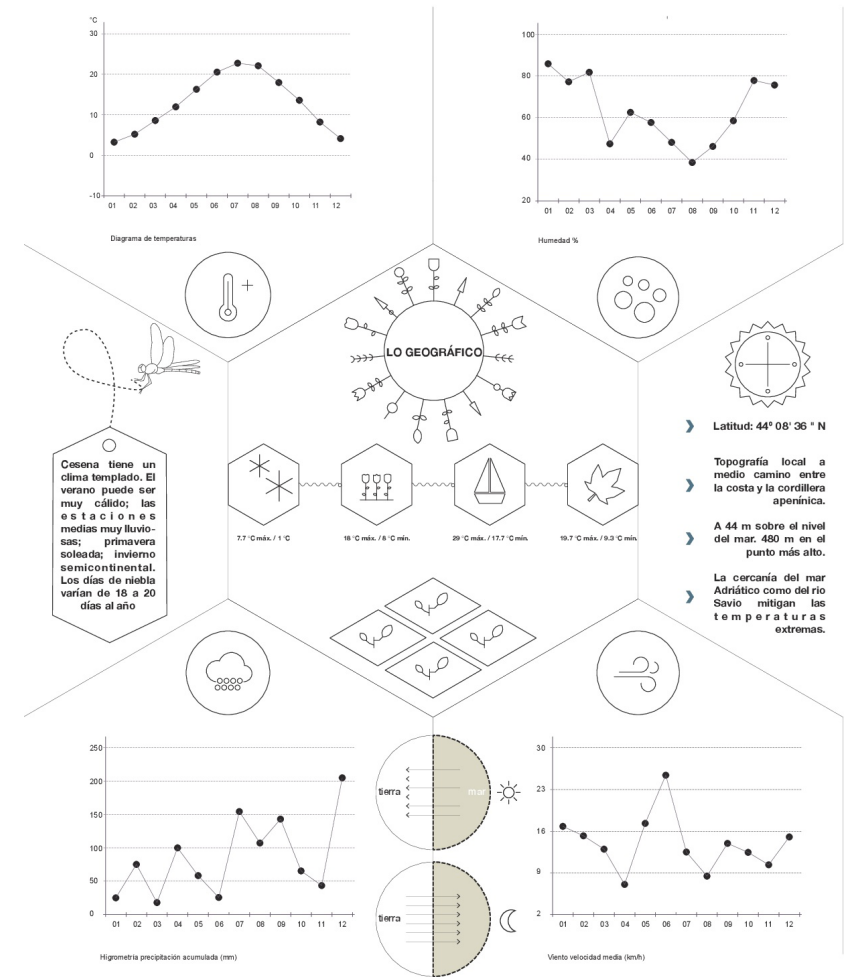 °C
30
20
10
0
-10
01 02 03 04 05 06 07 08 09 10 11 12
Diagrama de temperaturas
100
80
60
40
20
01 02 03 04 05 06 07 08 09 10 11 12
Humedad %
LO GEOGRÁFICO
Cesena tiene un
clima templado. El
verano puede ser
muy cálido; las
estaciones
medias muy lluvio-
sas; primavera
soleada; invierno
semicontinental.
Los días de niebla
varían de 18 a 20
días al año
7.7 °C máx. / 1 °C
18 °C máx. / 8 °C mín.
29 °C máx. / 17.7 °C mín.
19.7 °C máx. / 9.3 °C mín.
Latitud: 44º 08' 36 " N
Topografía local a
medio camino entre
la costa y la cordillera
apenínica.
A 44 m sobre el nivel
del mar. 480 m en el
punto más alto.
La cercanía del mar
Adriático como del rio
Savio mitigan las
temperaturas
extremas.
250
200
150
100
50
0
01 02 03 04 05 06 07 08 09 10 11 12
Higrometria precipitación acumulada (mm)
tierra mar
tierra
30
23
16
9
2
01 02 03 04 05 06 07 08 09 10 11 12
Viento velocidad media (km/h)